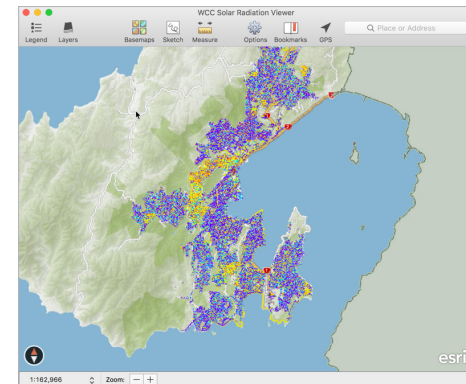 WCC Solar Radiation Viewer
Legend Layers Basemaps Sketch Measure Options Bookmarks GPS Place or Address
esri
1:162,966 Zoom: − +